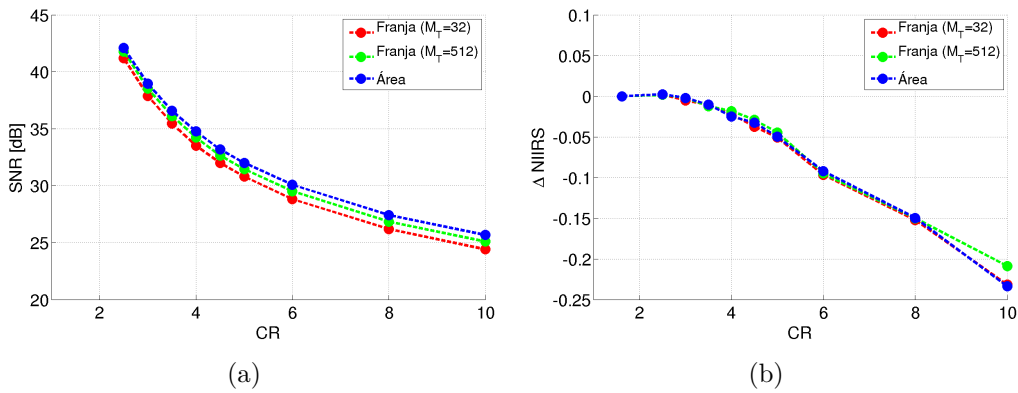 45
40
35
30
25
20
SNR [dB]
2
4
6
8
10
CR
Franja (M_T=32)
Franja (M_T=512)
Área
(a)
0.1
0.05
0
-0.05
-0.1
-0.15
-0.2
-0.25
Δ NIIRS
2
4
6
8
10
CR
Franja (M_T=32)
Franja (M_T=512)
Área
(b)